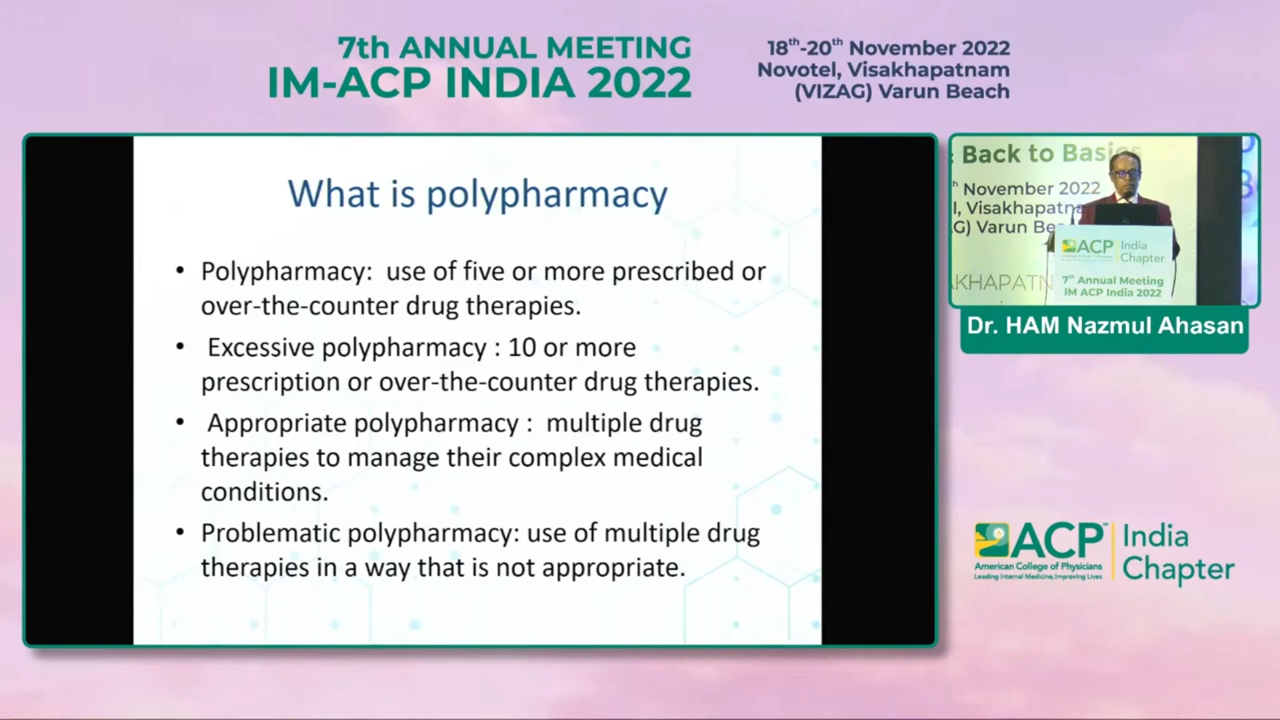 7th ANNUAL MEETING
IM-ACP INDIA 2022
18th-20th November 2022
Novotel, Visakhapatnam
(VIZAG) Varun Beach
What is polypharmacy
• Polypharmacy: use of five or more prescribed or
over-the-counter drug therapies.
• Excessive polypharmacy : 10 or more
prescription or over-the-counter drug therapies.
• Appropriate polypharmacy : multiple drug
therapies to manage their complex medical
conditions.
• Problematic polypharmacy: use of multiple drug
therapies in a way that is not appropriate.
: Back to Basics
November 2022
Visakhapatna
G) Varun Be
AKHAPATN
ACP India
Chapter
7th Annual Meeting
IM ACP India 2022
Dr. HAM Nazmul Ahasan
ACP™ India
Chapter
American College of Physicians
Leading Internal Medicine, Improving Lives